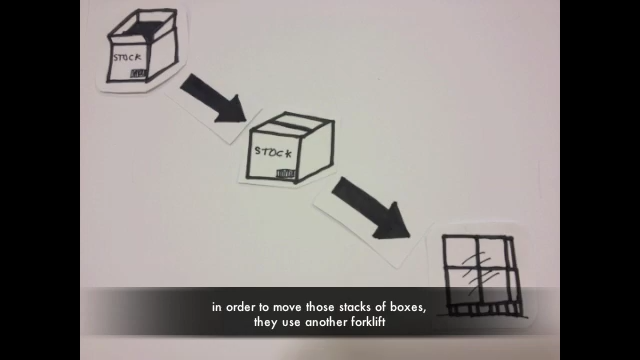 STOCK
STOCK
in order to move those stacks of boxes,
they use another forklift